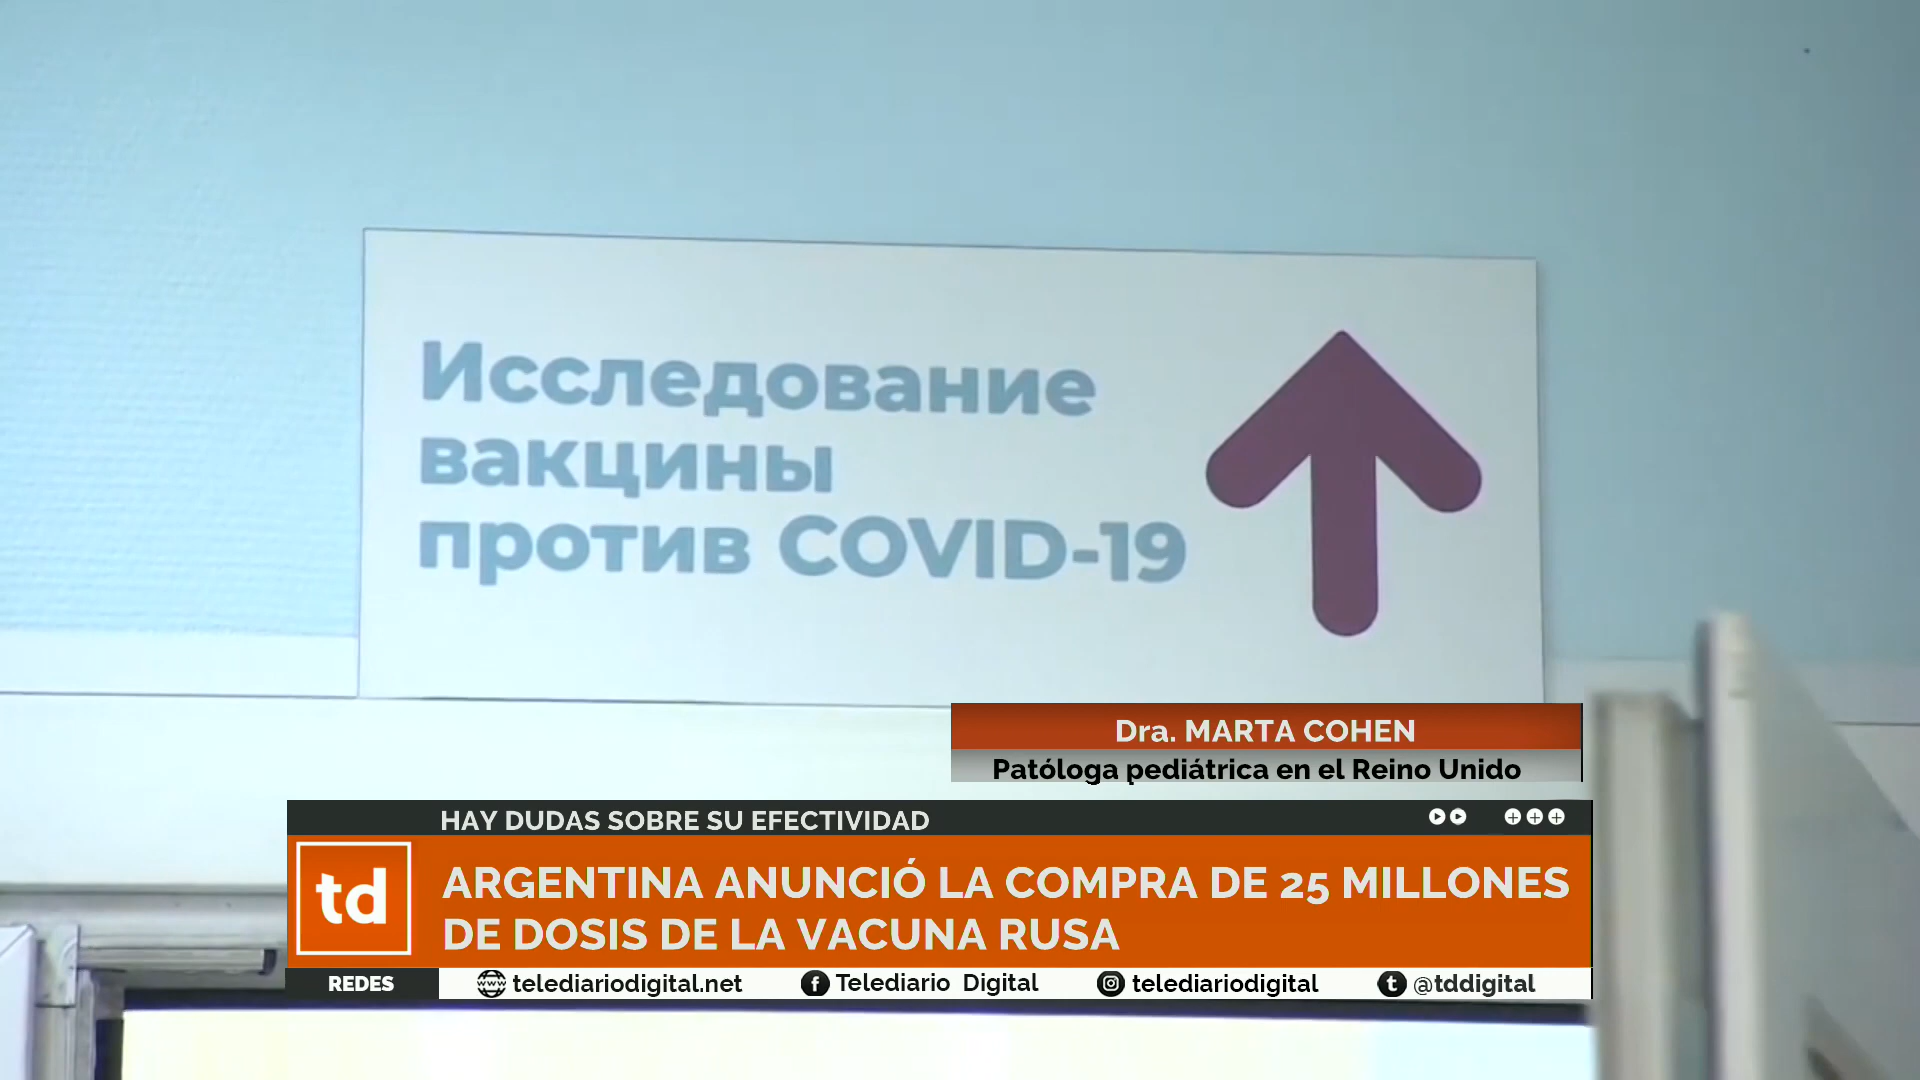 Исследование
вакцины
против COVID-19
Dra. MARTA COHEN
Patóloga pediátrica en el Reino Unido
HAY DUDAS SOBRE SU EFECTIVIDAD
td
ARGENTINA ANUNCIÓ LA COMPRA DE 25 MILLONES
DE DOSIS DE LA VACUNA RUSA
REDES telediariodigital.net Telediario Digital telediariodigital @tddigital